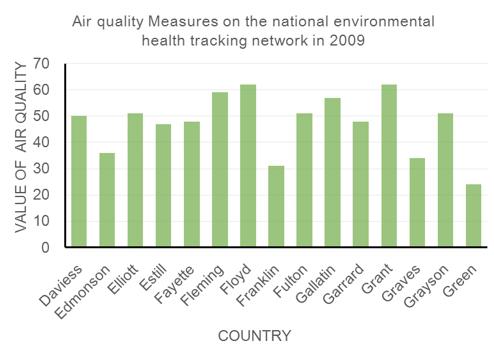 Air quality Measures on the national environmental
health tracking network in 2009
VALUE OF AIR QUALITY
70
60
50
40
30
20
10
0
Daviess
Edmonson
Elliott
Estill
Fayette
Fleming
Floyd
Franklin
Fulton
Gallatin
Garrard
Grant
Graves
Grayson
Green
COUNTRY